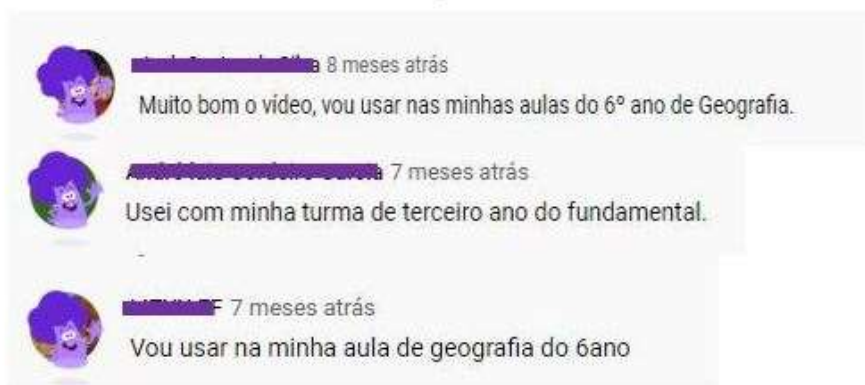 8 meses atrás
Muito bom o vídeo, vou usar nas minhas aulas do 6º ano de Geografia.
7 meses atrás
Usei com minha turma de terceiro ano do fundamental.
7 meses atrás
Vou usar na minha aula de geografia do 6ano